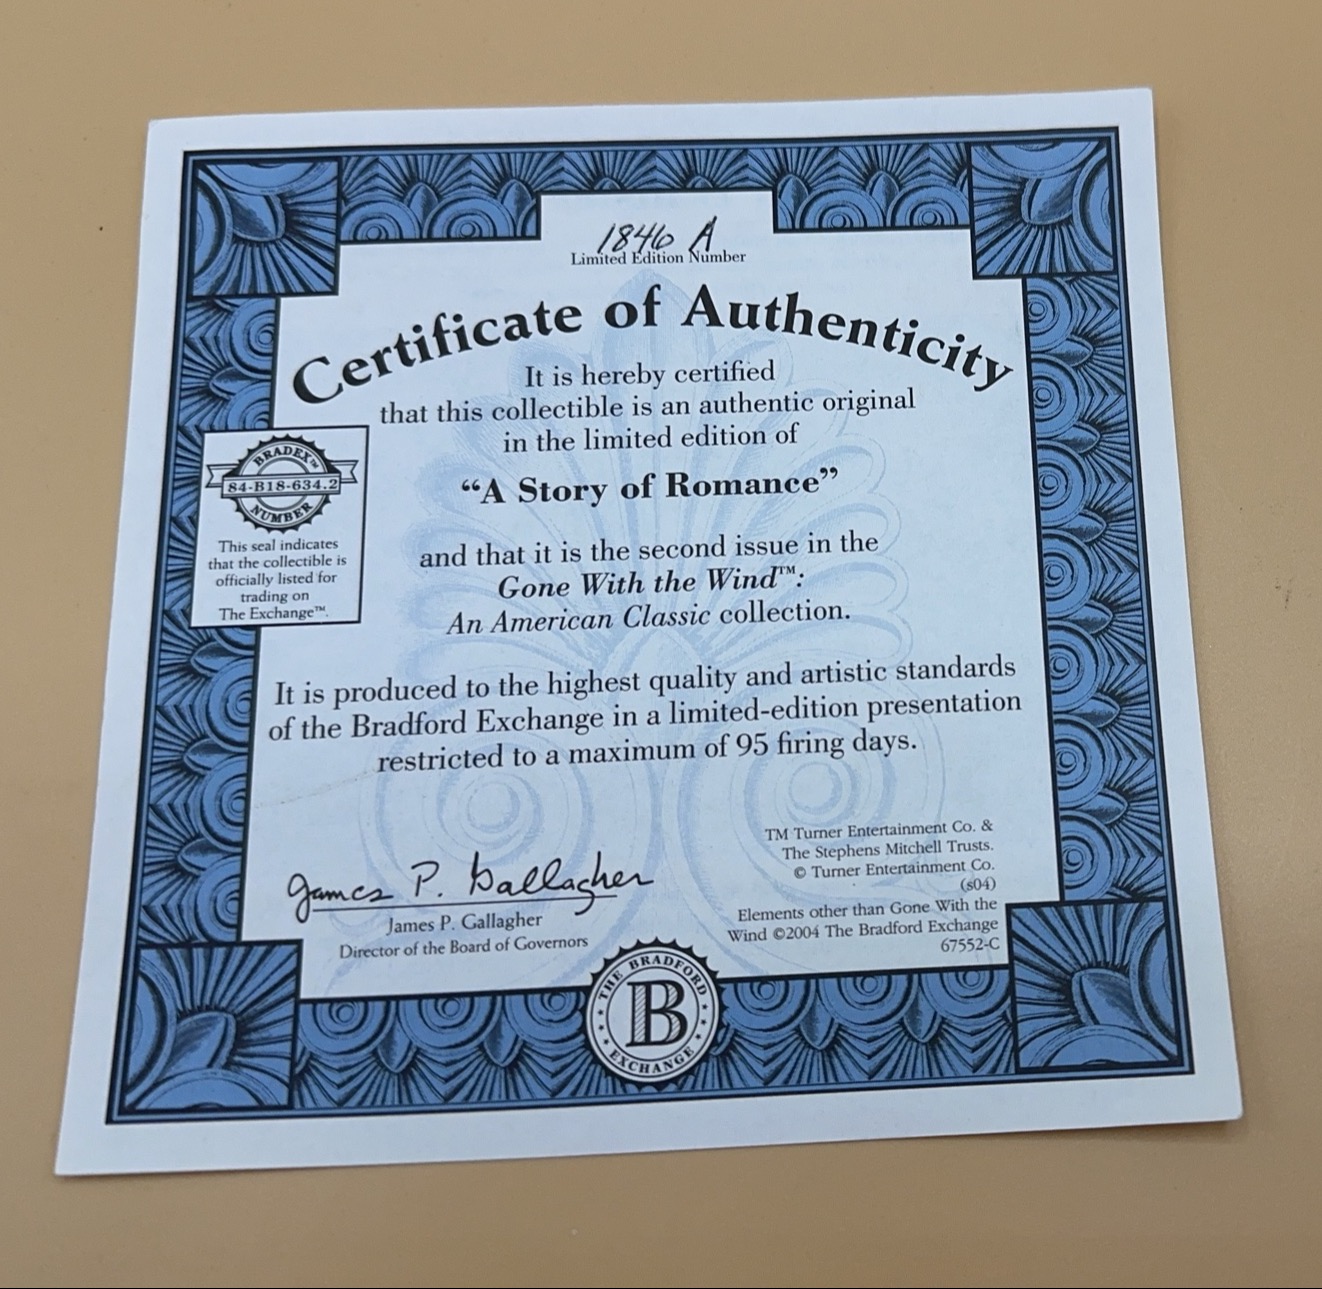 1846 A
Limited Edition Number
Certificate of Authenticity
It is hereby certified
that this collectible is an authentic original
in the limited edition of
“A Story of Romance”
and that it is the second issue in the
Gone With the Wind™:
An American Classic collection.
BRADEX™
84-B18-634.2
NUMBER
This seal indicates
that the collectible is
officially listed for
trading on
The Exchange™.
It is produced to the highest quality and artistic standards
of the Bradford Exchange in a limited-edition presentation
restricted to a maximum of 95 firing days.
James P. Gallagher
James P. Gallagher
Director of the Board of Governors
TM Turner Entertainment Co. &
The Stephens Mitchell Trusts.
© Turner Entertainment Co.
(s04)
Elements other than Gone With the
Wind ©2004 The Bradford Exchange
67552-C
THE BRADFORD
B
EXCHANGE